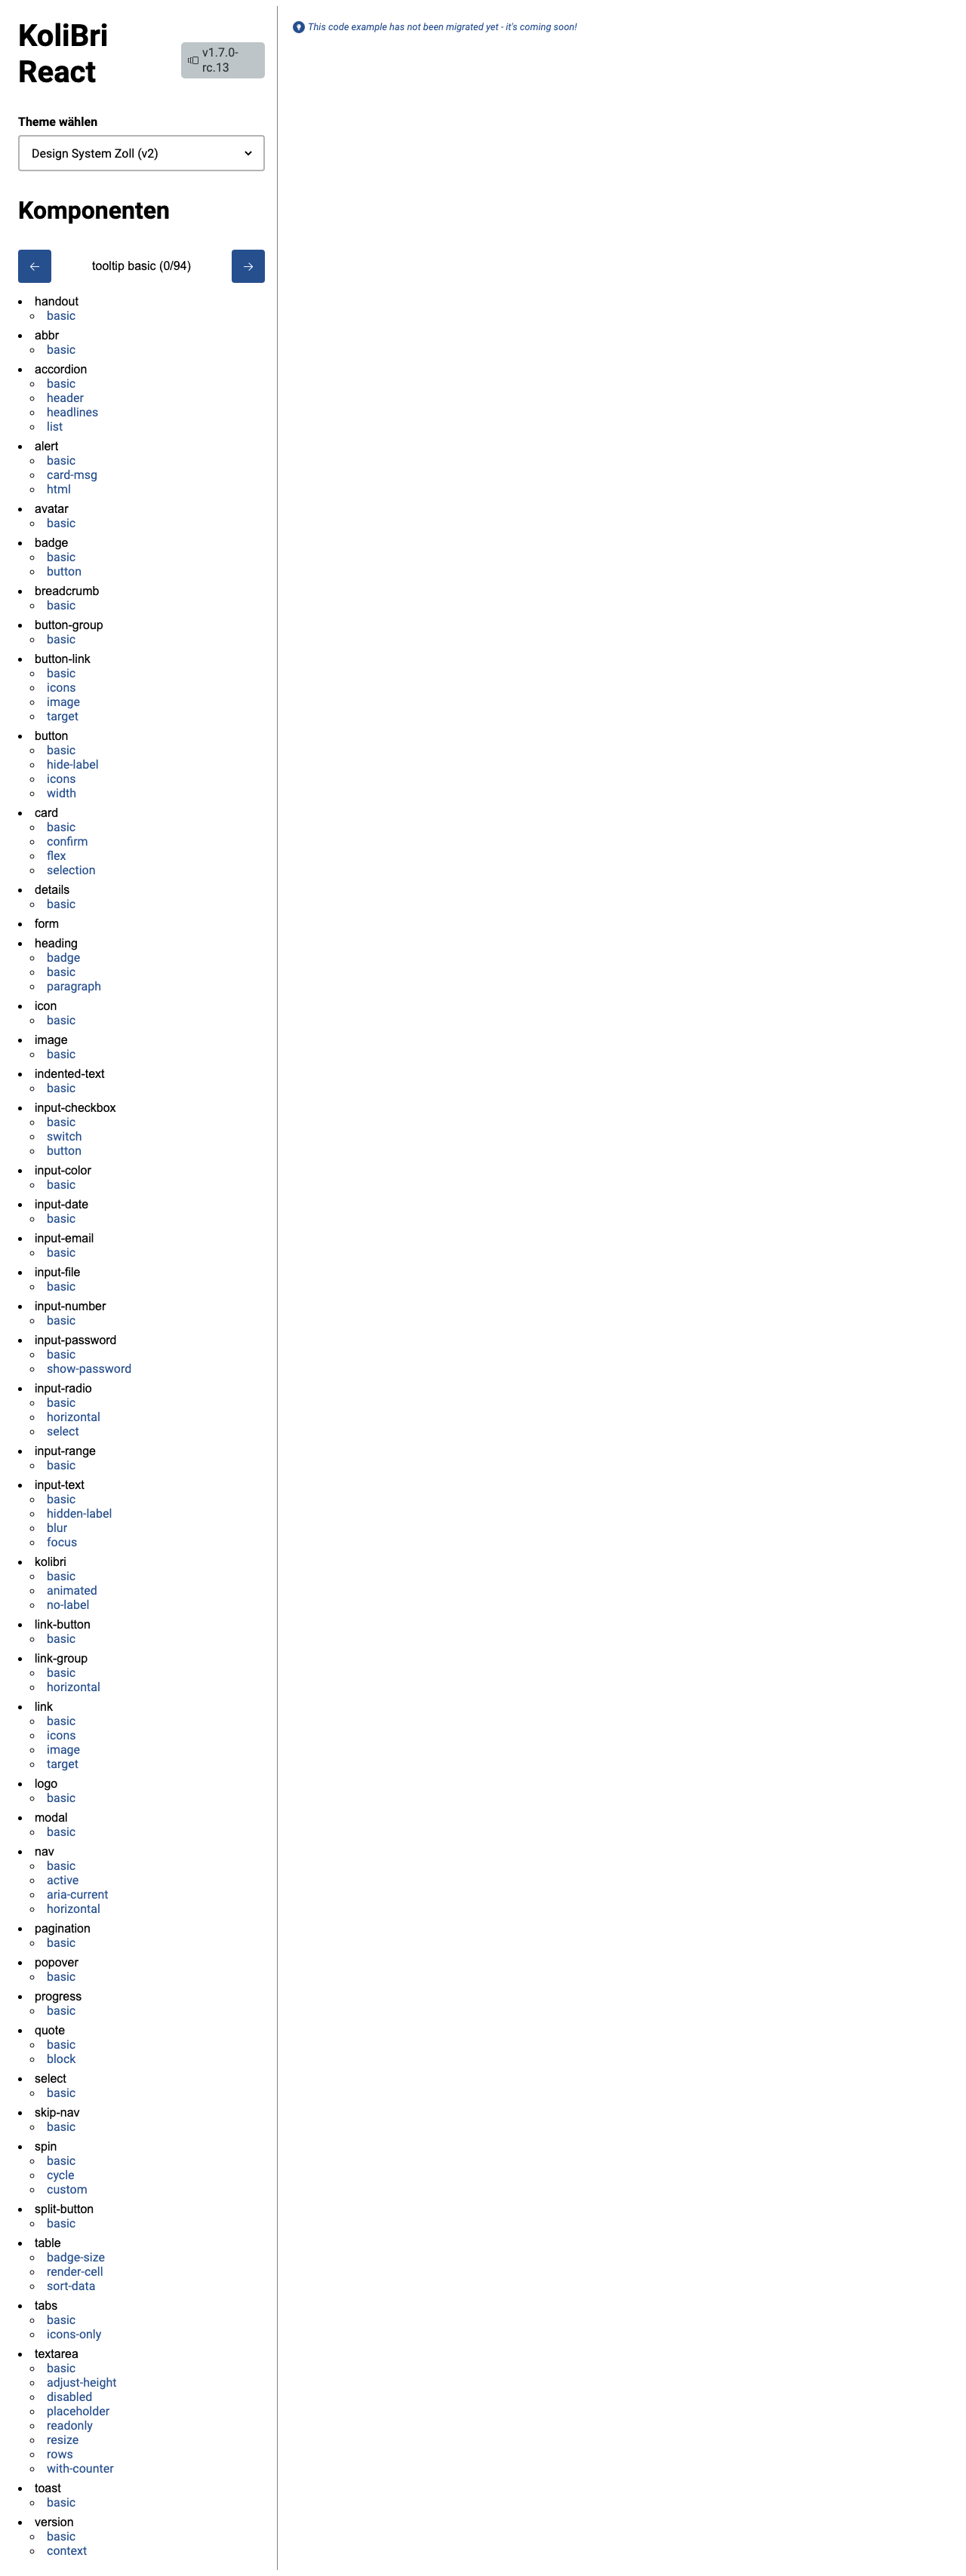 KoliBri
React
v1.7.0-
rc.13
Theme wählen
Design System Zoll (v2)
Komponenten
tooltip basic (0/94)
handout
basic
abbr
basic
accordion
basic
header
headlines
list
alert
basic
card-msg
html
avatar
basic
badge
basic
button
breadcrumb
basic
button-group
basic
button-link
basic
icons
image
target
button
basic
hide-label
icons
width
card
basic
confirm
flex
selection
details
basic
form
heading
badge
basic
paragraph
icon
basic
image
basic
indented-text
basic
input-checkbox
basic
switch
button
input-color
basic
input-date
basic
input-email
basic
input-file
basic
input-number
basic
input-password
basic
show-password
input-radio
basic
horizontal
select
input-range
basic
input-text
basic
hidden-label
blur
focus
kolibri
basic
animated
no-label
link-button
basic
link-group
basic
horizontal
link
basic
icons
image
target
logo
basic
modal
basic
nav
basic
active
aria-current
horizontal
pagination
basic
popover
basic
progress
basic
quote
basic
block
select
basic
skip-nav
basic
spin
basic
cycle
custom
split-button
basic
table
badge-size
render-cell
sort-data
tabs
basic
icons-only
textarea
basic
adjust-height
disabled
placeholder
readonly
resize
rows
with-counter
toast
basic
version
basic
context
This code example has not been migrated yet - it's coming soon!